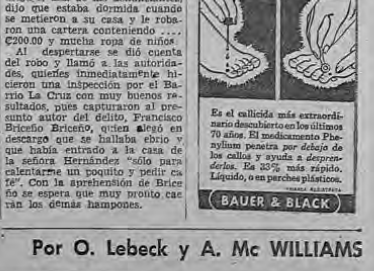 dijo que estaba dormida cuando
se metieron a su casa y le roba-
ron una cartera conteniendo ....
₡200.00 y mucha ropa de niños.
Al despertarse se dió cuenta
del robo y llamó a las autorida-
des, quienes inmediatamente hi-
cieron una inspección por el Ba-
rrio La Cruz con muy buenos re-
sultados, pues capturaron al pre-
sunto autor del delito, Francisco
Briceño Briceño, quien alegó en
descargo que se hallaba ebrio y
que había entrado a la casa de
la señora Hernández "sólo para
calentarme un poquito y pedir ca
fé". Con la aprehensión de Brice
ño se espera que muy pronto cae
rán los demás hampones.
Es el callicida más extraordi-
nario descubierto en los últimos
70 años. El medicamento Phe-
nylium penetra por debajo de
los callos y ayuda a despren-
derlos. Es 33% más rápido.
Líquido, o en parches plásticos.
BAUER & BLACK
Por O. Lebeck y A. Mc WILLIAMS